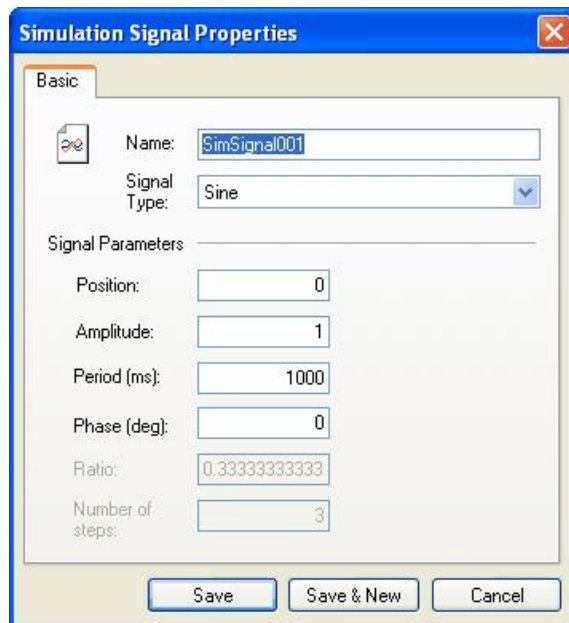 Simulation Signal Properties
Basic
Name: SimSignal001
Signal Type: Sine
Signal Parameters
Position: 0
Amplitude: 1
Period (ms): 1000
Phase (deg): 0
Ratio: 0.33333333333
Number of steps: 3
Save Save & New Cancel